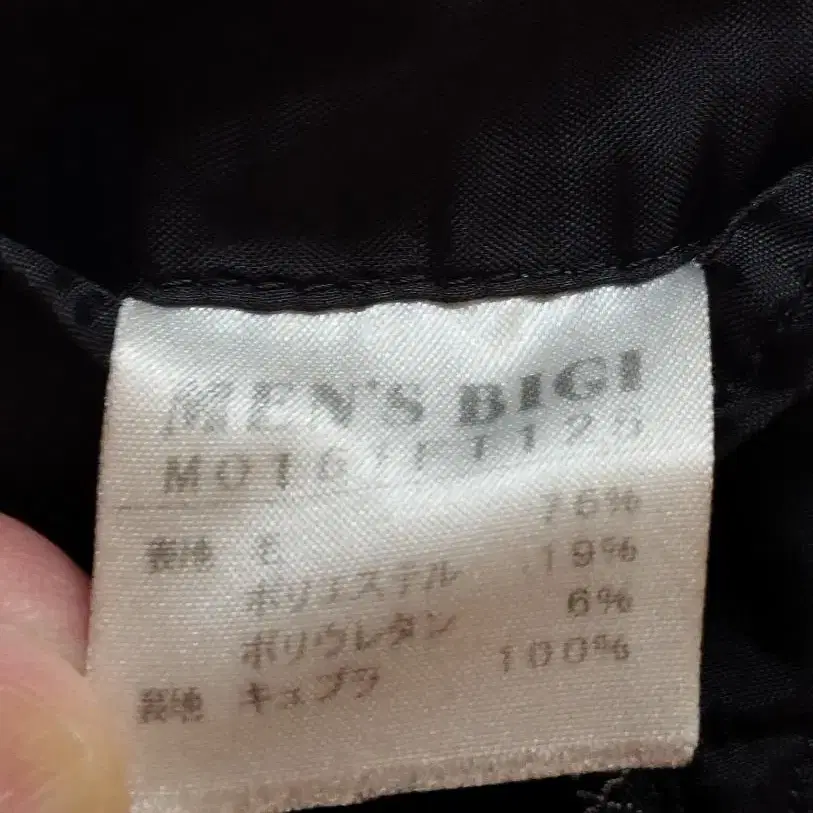 MEN'S BIGI
表地 毛 76%
ポリエステル 19%
ポリウレタン 6%
裏地 キュプラ 100%